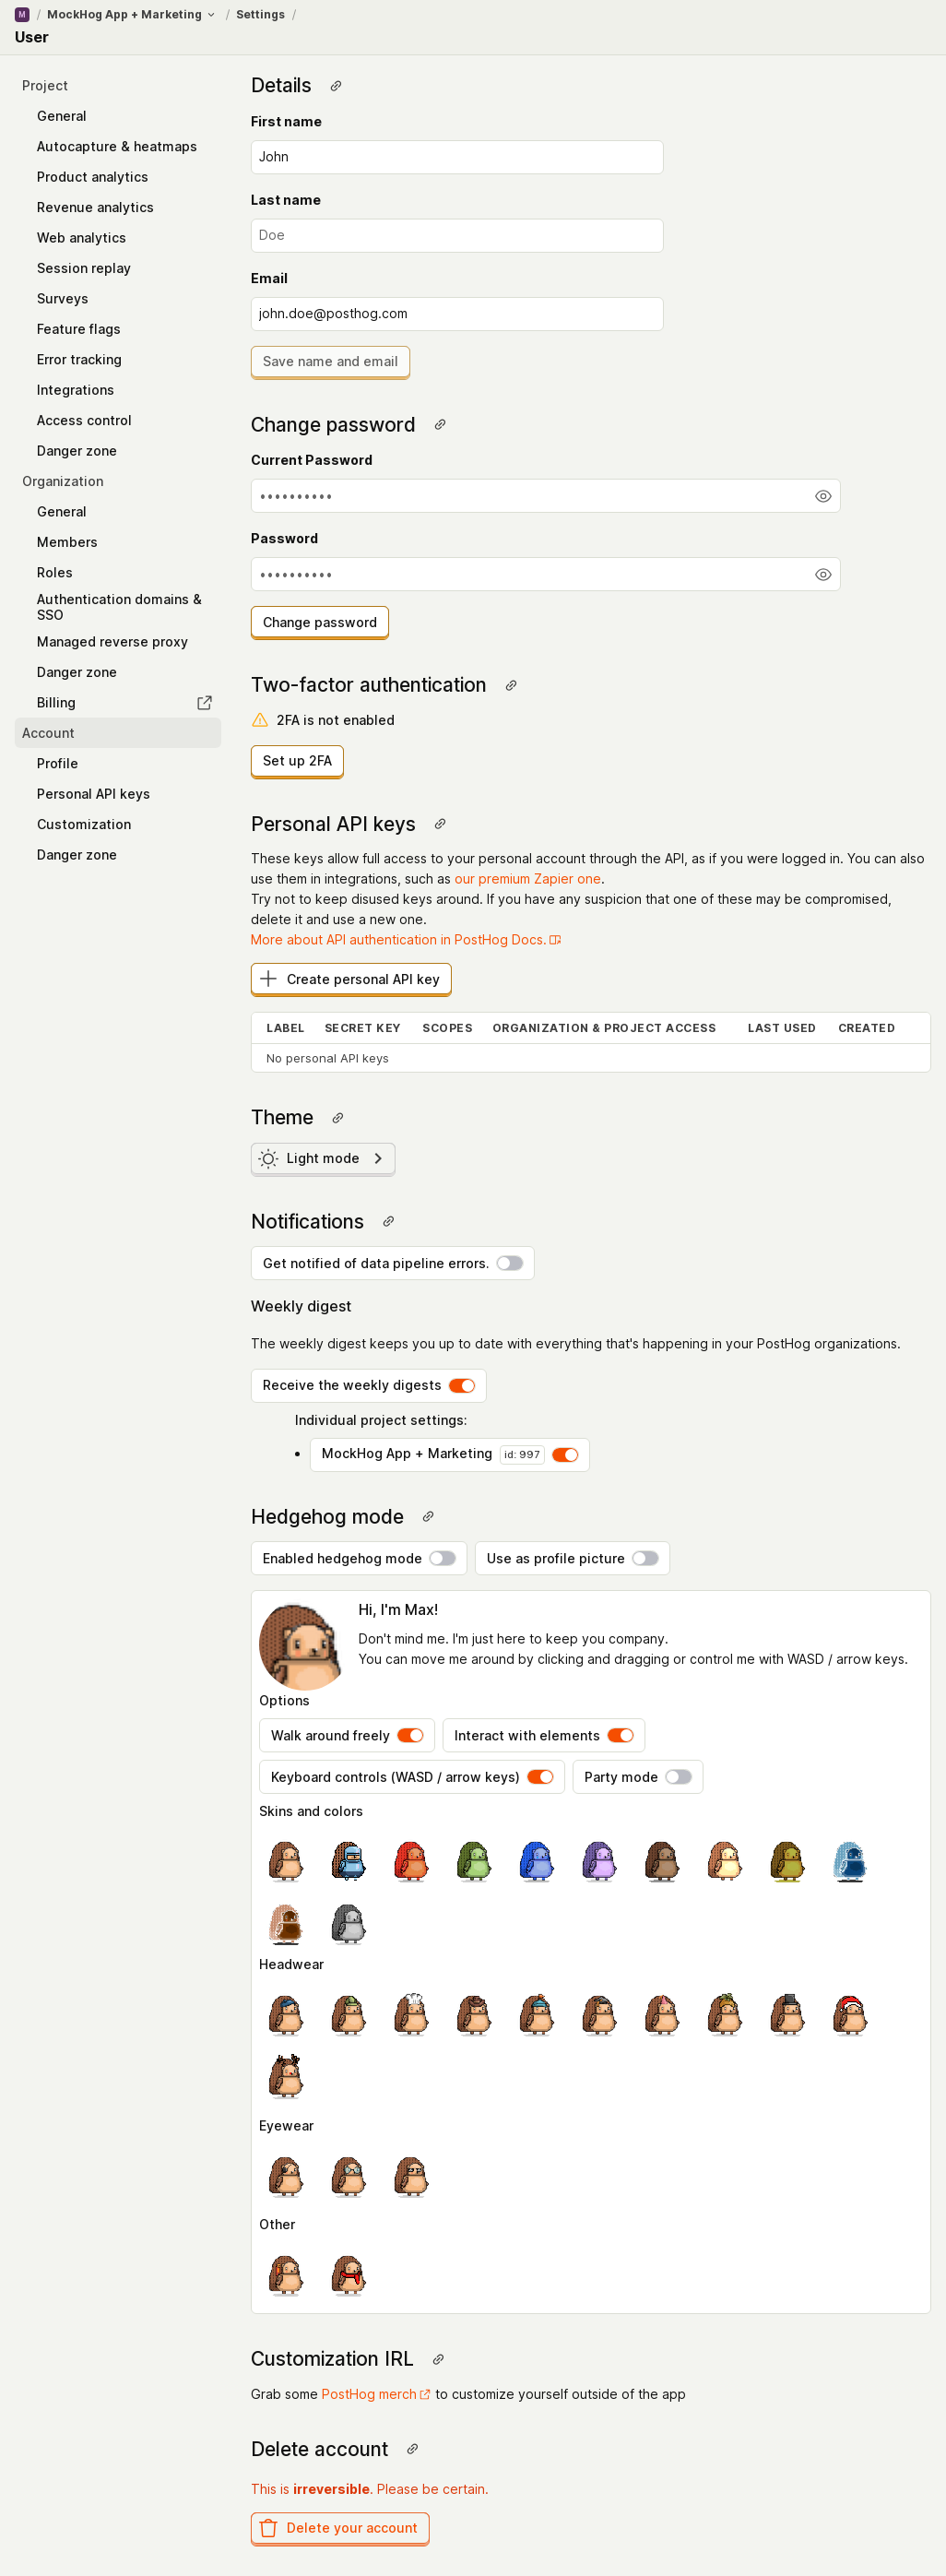 M / MockHog App + Marketing / Settings /
User
Project
General
Autocapture & heatmaps
Product analytics
Revenue analytics
Web analytics
Session replay
Surveys
Feature flags
Error tracking
Integrations
Access control
Danger zone
Organization
General
Members
Roles
Authentication domains &
SSO
Managed reverse proxy
Danger zone
Billing
Account
Profile
Personal API keys
Customization
Danger zone
Details
First name
John
Last name
Doe
Email
john.doe@posthog.com
Save name and email
Change password
Current Password
••••••••••
Password
••••••••••
Change password
Two-factor authentication
2FA is not enabled
Set up 2FA
Personal API keys
These keys allow full access to your personal account through the API, as if you were logged in. You can also
use them in integrations, such as our premium Zapier one.
Try not to keep disused keys around. If you have any suspicion that one of these may be compromised,
delete it and use a new one.
More about API authentication in PostHog Docs.
Create personal API key
LABEL SECRET KEY SCOPES ORGANIZATION & PROJECT ACCESS LAST USED CREATED
No personal API keys
Theme
Light mode
Notifications
Get notified of data pipeline errors.
Weekly digest
The weekly digest keeps you up to date with everything that's happening in your PostHog organizations.
Receive the weekly digests
Individual project settings:
• MockHog App + Marketing id: 997
Hedgehog mode
Enabled hedgehog mode Use as profile picture
Hi, I'm Max!
Don't mind me. I'm just here to keep you company.
You can move me around by clicking and dragging or control me with WASD / arrow keys.
Options
Walk around freely Interact with elements
Keyboard controls (WASD / arrow keys) Party mode
Skins and colors
Headwear
Eyewear
Other
Customization IRL
Grab some PostHog merch to customize yourself outside of the app
Delete account
This is irreversible. Please be certain.
Delete your account